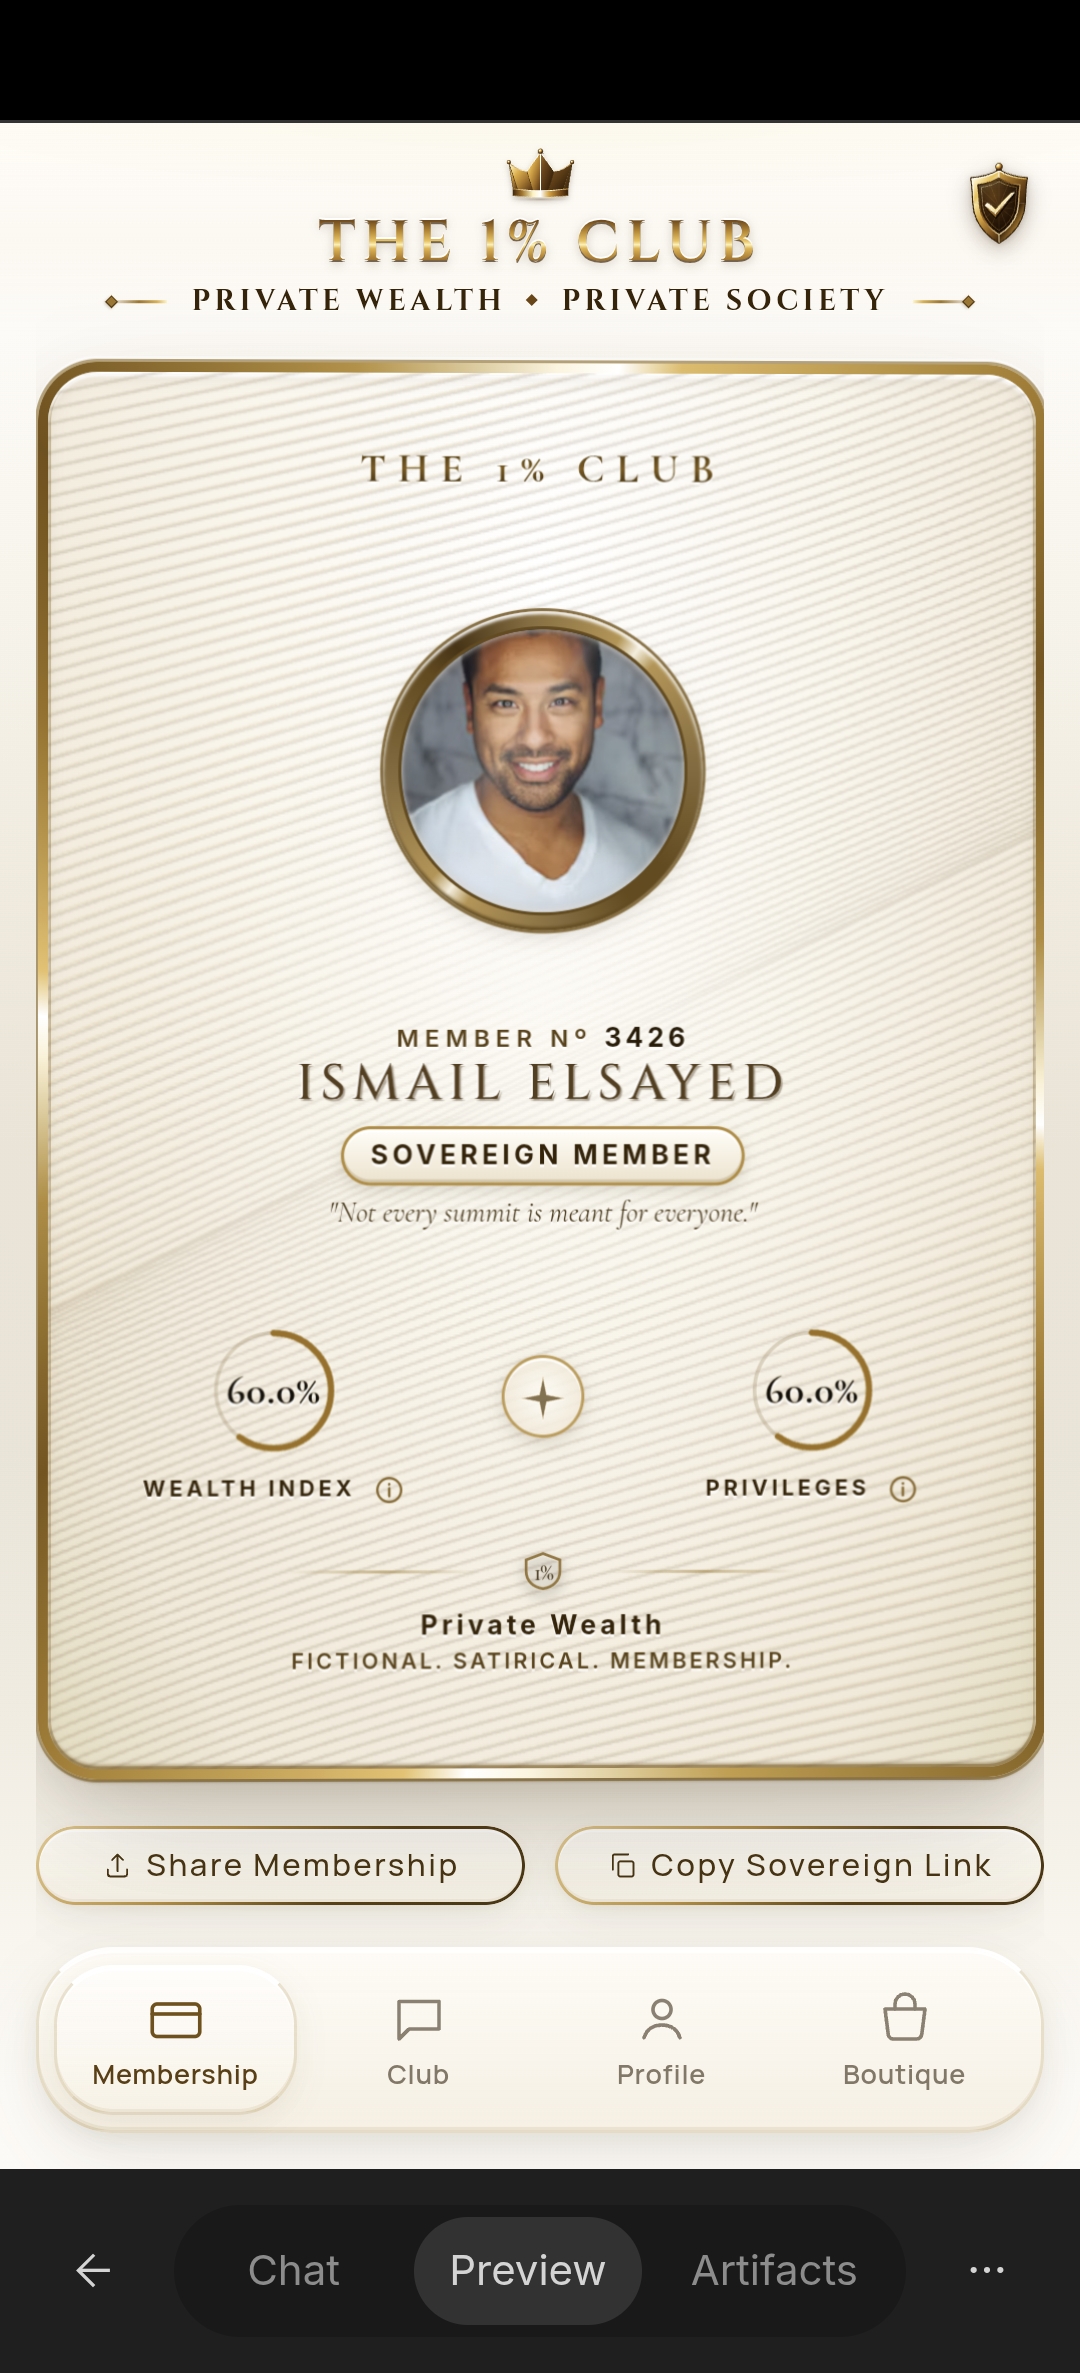 THE 1% CLUB
PRIVATE WEALTH ◆ PRIVATE SOCIETY
THE 1% CLUB
MEMBER Nº 3426
ISMAIL ELSAYED
SOVEREIGN MEMBER
"Not every summit is meant for everyone."
60.0%
60.0%
WEALTH INDEX
PRIVILEGES
1%
Private Wealth
FICTIONAL. SATIRICAL. MEMBERSHIP.
Share Membership
Copy Sovereign Link
Membership
Club
Profile
Boutique
Chat
Preview
Artifacts